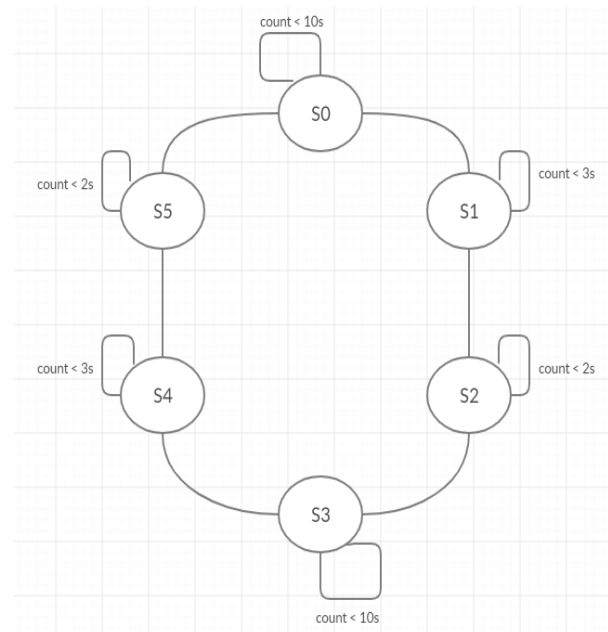 count < 10s
S0
count < 2s
S5
S1
count < 3s
count < 3s
S4
S2
count < 2s
S3
count < 10s